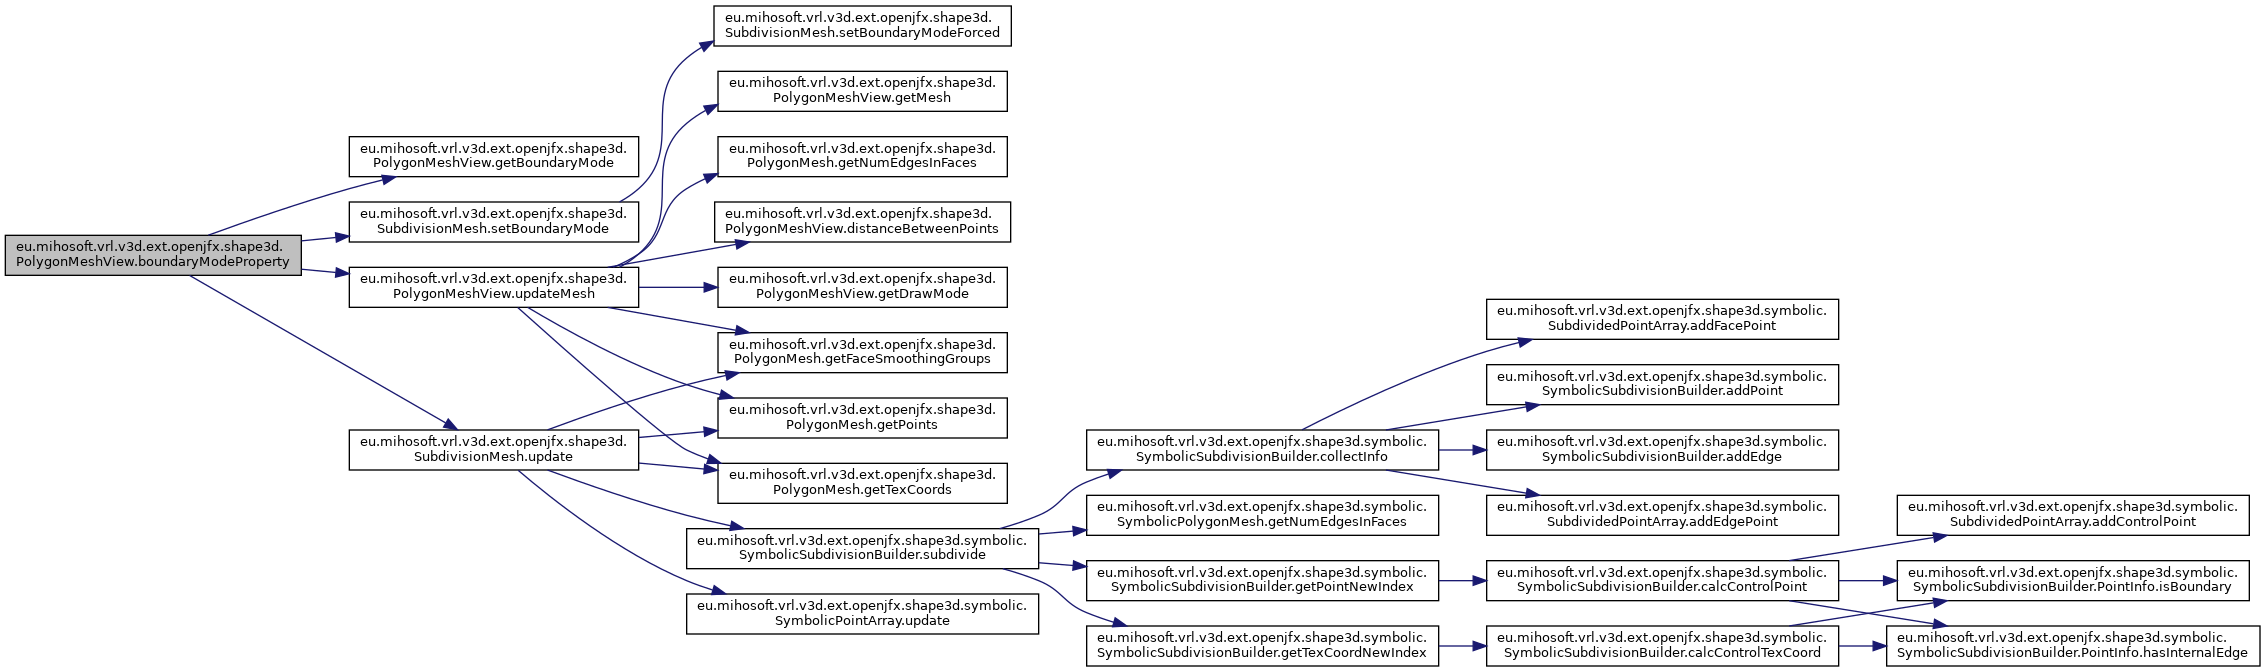 eu.mihosoft.vrl.v3d.ext.openjfx.shape3d.
PolygonMeshView.boundaryModeProperty
eu.mihosoft.vrl.v3d.ext.openjfx.shape3d.
PolygonMeshView.getBoundaryMode
eu.mihosoft.vrl.v3d.ext.openjfx.shape3d.
SubdivisionMesh.setBoundaryMode
eu.mihosoft.vrl.v3d.ext.openjfx.shape3d.
PolygonMeshView.updateMesh
eu.mihosoft.vrl.v3d.ext.openjfx.shape3d.
SubdivisionMesh.update
eu.mihosoft.vrl.v3d.ext.openjfx.shape3d.
SubdivisionMesh.setBoundaryModeForced
eu.mihosoft.vrl.v3d.ext.openjfx.shape3d.
PolygonMeshView.getMesh
eu.mihosoft.vrl.v3d.ext.openjfx.shape3d.
PolygonMesh.getNumEdgesInFaces
eu.mihosoft.vrl.v3d.ext.openjfx.shape3d.
PolygonMeshView.distanceBetweenPoints
eu.mihosoft.vrl.v3d.ext.openjfx.shape3d.
PolygonMeshView.getDrawMode
eu.mihosoft.vrl.v3d.ext.openjfx.shape3d.
PolygonMesh.getFaceSmoothingGroups
eu.mihosoft.vrl.v3d.ext.openjfx.shape3d.
PolygonMesh.getPoints
eu.mihosoft.vrl.v3d.ext.openjfx.shape3d.
PolygonMesh.getTexCoords
eu.mihosoft.vrl.v3d.ext.openjfx.shape3d.symbolic.
SymbolicSubdivisionBuilder.subdivide
eu.mihosoft.vrl.v3d.ext.openjfx.shape3d.symbolic.
SymbolicPointArray.update
eu.mihosoft.vrl.v3d.ext.openjfx.shape3d.symbolic.
SymbolicSubdivisionBuilder.collectInfo
eu.mihosoft.vrl.v3d.ext.openjfx.shape3d.symbolic.
SymbolicPolygonMesh.getNumEdgesInFaces
eu.mihosoft.vrl.v3d.ext.openjfx.shape3d.symbolic.
SymbolicSubdivisionBuilder.getPointNewIndex
eu.mihosoft.vrl.v3d.ext.openjfx.shape3d.symbolic.
SymbolicSubdivisionBuilder.getTexCoordNewIndex
eu.mihosoft.vrl.v3d.ext.openjfx.shape3d.symbolic.
SubdividedPointArray.addFacePoint
eu.mihosoft.vrl.v3d.ext.openjfx.shape3d.symbolic.
SymbolicSubdivisionBuilder.addPoint
eu.mihosoft.vrl.v3d.ext.openjfx.shape3d.symbolic.
SymbolicSubdivisionBuilder.addEdge
eu.mihosoft.vrl.v3d.ext.openjfx.shape3d.symbolic.
SubdividedPointArray.addEdgePoint
eu.mihosoft.vrl.v3d.ext.openjfx.shape3d.symbolic.
SymbolicSubdivisionBuilder.calcControlPoint
eu.mihosoft.vrl.v3d.ext.openjfx.shape3d.symbolic.
SymbolicSubdivisionBuilder.calcControlTexCoord
eu.mihosoft.vrl.v3d.ext.openjfx.shape3d.symbolic.
SubdividedPointArray.addControlPoint
eu.mihosoft.vrl.v3d.ext.openjfx.shape3d.symbolic.
SymbolicSubdivisionBuilder.PointInfo.isBoundary
eu.mihosoft.vrl.v3d.ext.openjfx.shape3d.symbolic.
SymbolicSubdivisionBuilder.PointInfo.hasInternalEdge